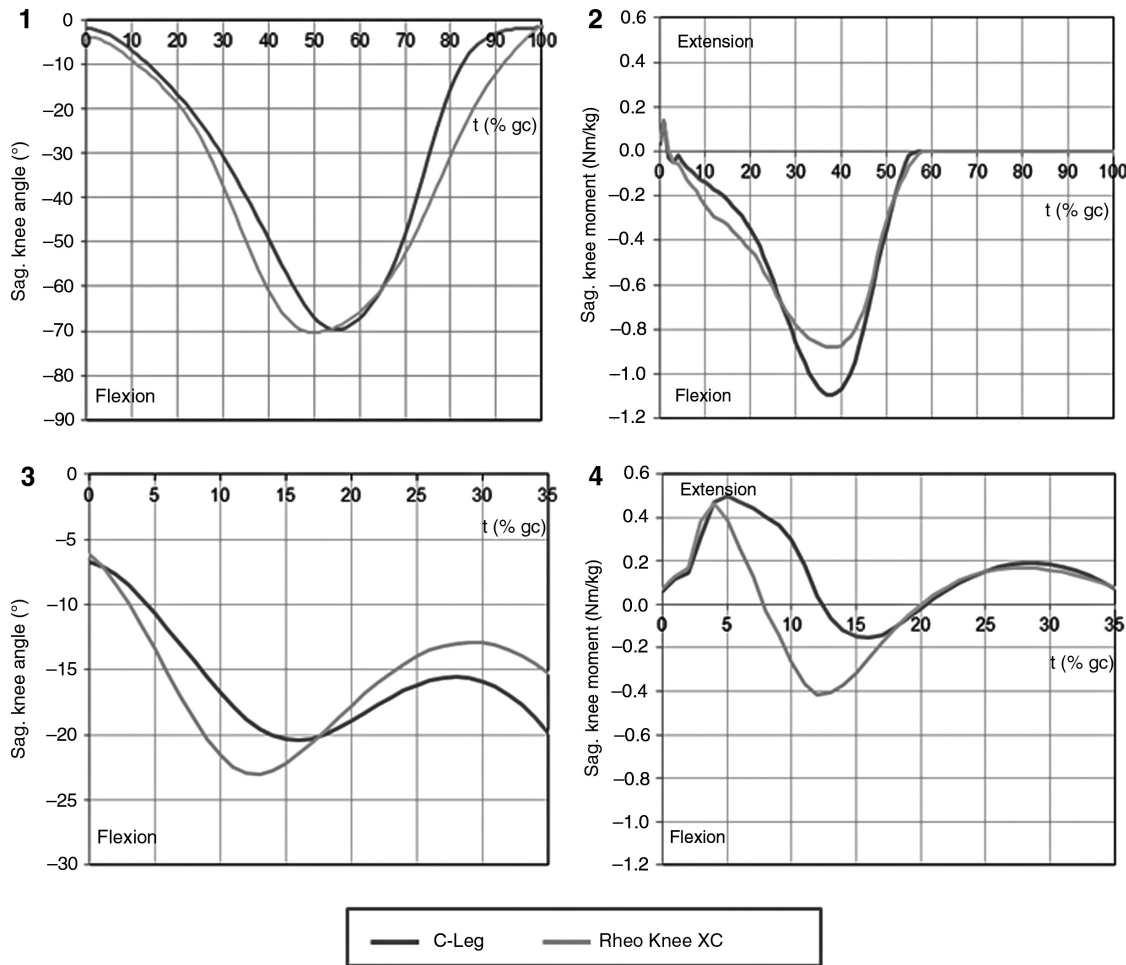 1
0
–10
–20
–30
–40
–50
–60
–70
–80
–90
0 10 20 30 40 50 60 70 80 90 100
t (% gc)
Sag. knee angle (°)
Flexion
2
0.6
0.4
0.2
0.0
–0.2
–0.4
–0.6
–0.8
–1.0
–1.2
Extension
0 10 20 30 40 50 60 70 80 90 100
t (% gc)
Sag. knee moment (Nm/kg)
Flexion
3
0
–5
–10
–15
–20
–25
–30
0 5 10 15 20 25 30 35
t (% gc)
Sag. knee angle (°)
Flexion
4
0.6
0.4
0.2
0.0
–0.2
–0.4
–0.6
–0.8
–1.0
–1.2
Extension
0 5 10 15 20 25 30 35
t (% gc)
Sag. knee moment (Nm/kg)
Flexion
C-Leg Rheo Knee XC